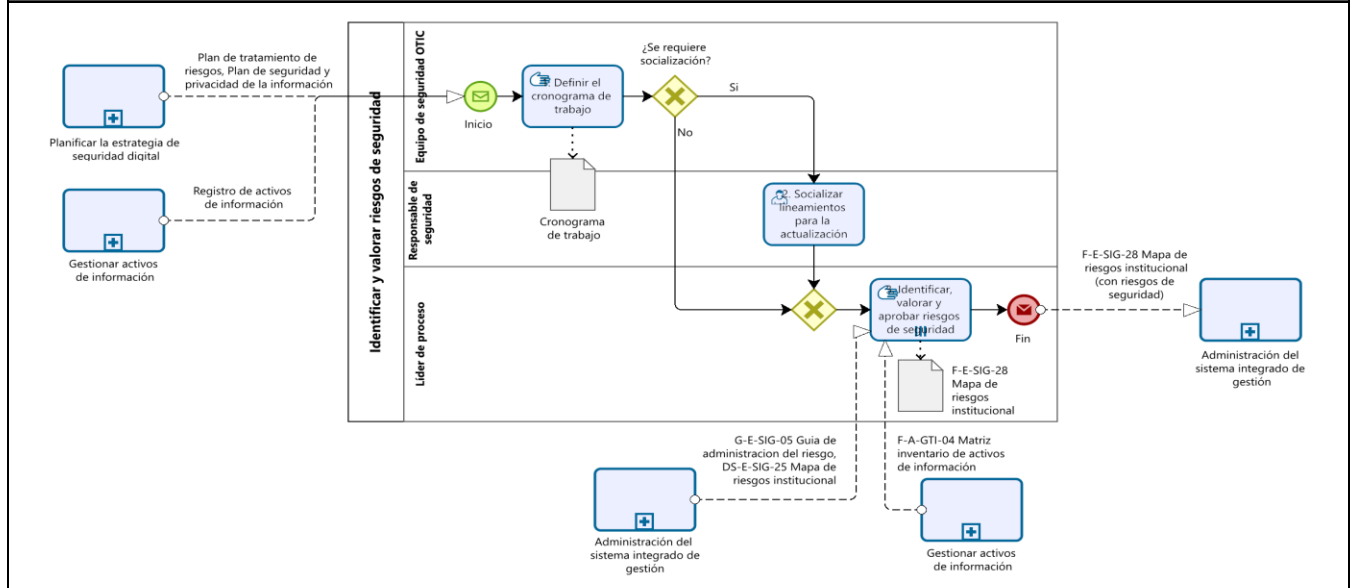 Plan de tratamiento de
riesgos, Plan de seguridad y
privacidad de la información
Planificar la estrategia de
seguridad digital
Registro de activos
de información
Gestionar activos
de información
Identificar y valorar riesgos de seguridad
Equipo de seguridad OTIC
Inicio
Definir el
cronograma de
trabajo
¿Se requiere
socialización?
Si
No
Cronograma
de trabajo
Responsable de
seguridad
2. Socializar
lineamientos
para la
actualización
Líder de proceso
Identificar,
valorar y
aprobar riesgos
de seguridad
Fin
F-E-SIG-28
Mapa de
riesgos
institucional
F-E-SIG-28 Mapa de
riesgos institucional
(con riesgos de
seguridad)
Administración del
sistema integrado de
gestión
G-E-SIG-05 Guia de
administracion del riesgo,
DS-E-SIG-25 Mapa de
riesgos institucional
Administración del
sistema integrado de
gestión
F-A-GTI-04 Matriz
inventario de activos
de información
Gestionar activos
de información